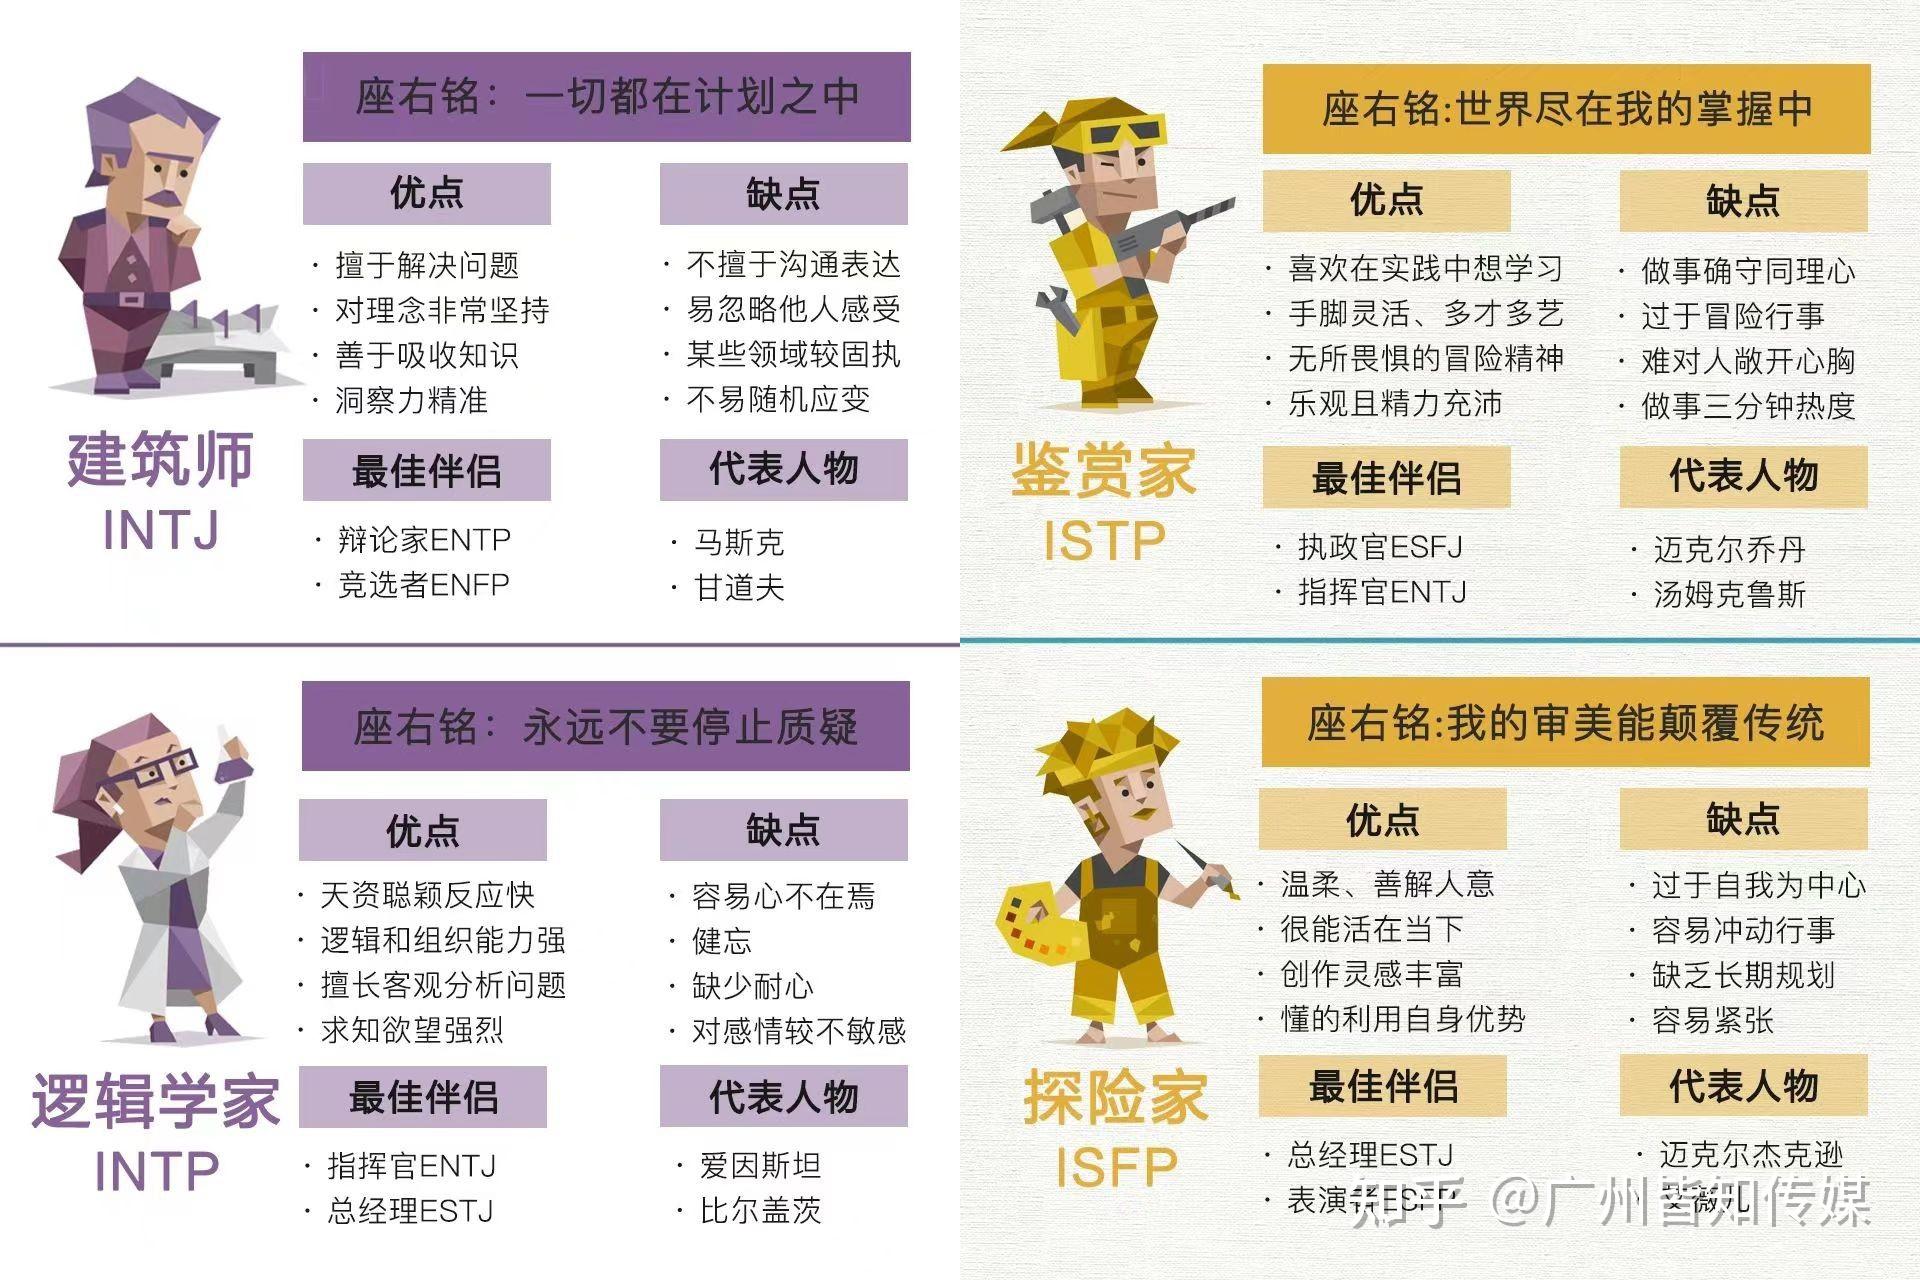 座右铭：一切都在计划之中
优点
缺点
· 擅于解决问题
· 对理念非常坚持
· 善于吸收知识
· 洞察力精准
· 不擅于沟通表达
· 易忽略他人感受
· 某些领域较固执
· 不易随机应变
建筑师
INTJ
最佳伴侣
代表人物
· 辩论家ENTP
· 竞选者ENFP
· 马斯克
· 甘道夫
座右铭:世界尽在我的掌握中
优点
缺点
· 喜欢在实践中想学习
· 手脚灵活、多才多艺
· 无所畏惧的冒险精神
· 乐观且精力充沛
· 做事确守同理心
· 过于冒险行事
· 难对人敞开心胸
· 做事三分钟热度
鉴赏家
ISTP
最佳伴侣
代表人物
· 执政官ESFJ
· 指挥官ENTJ
· 迈克尔乔丹
· 汤姆克鲁斯
座右铭：永远不要停止质疑
优点
缺点
· 天资聪颖反应快
· 逻辑和组织能力强
· 擅长客观分析问题
· 求知欲望强烈
· 容易心不在焉
· 健忘
· 缺少耐心
· 对感情较不敏感
逻辑学家
INTP
最佳伴侣
代表人物
· 指挥官ENTJ
· 总经理ESTJ
· 爱因斯坦
· 比尔盖茨
座右铭:我的审美能颠覆传统
优点
缺点
· 温柔、善解人意
· 很能活在当下
· 创作灵感丰富
· 懂的利用自身优势
· 过于自我为中心
· 容易冲动行事
· 缺乏长期规划
· 容易紧张
探险家
ISFP
最佳伴侣
代表人物
· 总经理ESTJ
· 表演者ESFP
· 迈克尔杰克逊
· 艾薇儿
知乎 @广州皆知传媒